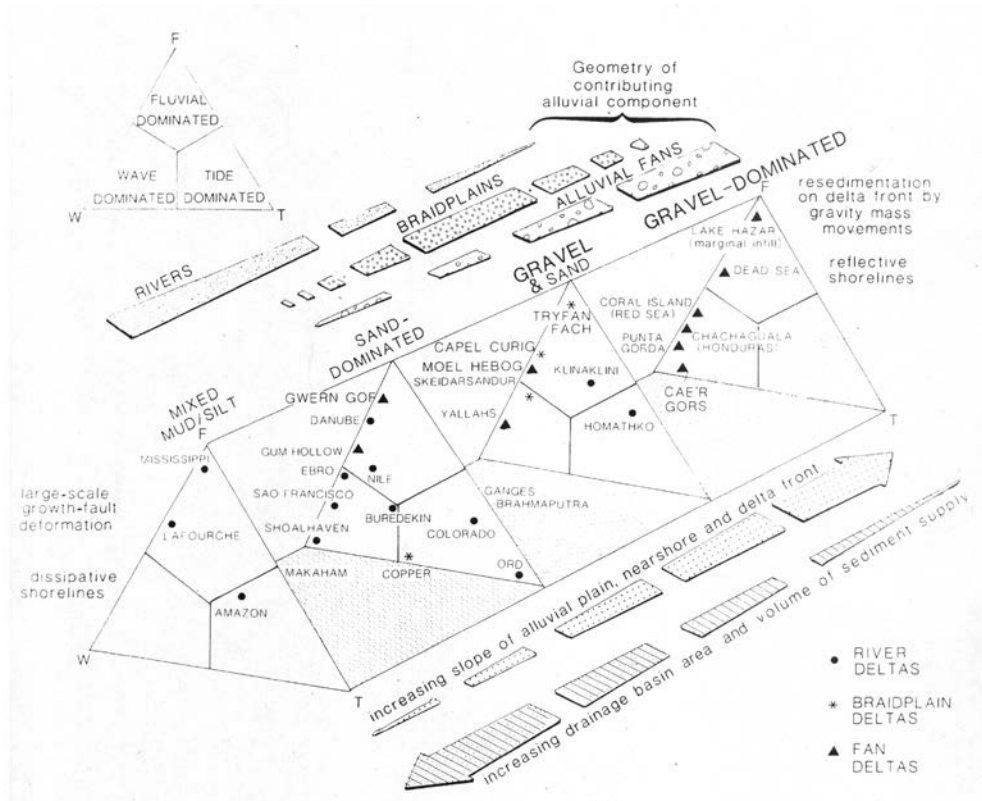 F
FLUVIAL
DOMINATED
WAVE
DOMINATED
TIDE
DOMINATED
W
T
Geometry of
contributing
alluvial component
RIVERS
BRAIDPLAINS
ALLUVIAL FANS
MIXED
MUD/SILT
SAND-
DOMINATED
GRAVEL
& SAND
GRAVEL-DOMINATED
resedimentation
on delta front by
gravity mass
movements
reflective
shorelines
F
LAKE HAZAR
(marginal infill)
DEAD SEA
CORAL ISLAND
(RED SEA)
PUNTA
GORDA
CHACHAGUALA
(HONDURAS)
CAE'R
GORS
T
TRYFAN
FACH
CAPEL CURIG
MOEL HEBOG
SKEIDARSANDUR
KLINAKLINI
YALLAHS
HOMATHKO
GWERN GOF
DANUBE
GUM HOLLOW
EBRO
NILE
SAO FRANCISCO
SHOALHAVEN
BUREDEKIN
COLORADO
GANGES
BRAHMAPUTRA
MAKAHAM
COPPER
ORD
F
MISSISSIPPI
large-scale
growth-fault
deformation
LAFOURCHE
dissipative
shorelines
AMAZON
W
T
increasing slope of alluvial plain, nearshore and delta front
increasing drainage basin area and volume of sediment supply
RIVER
DELTAS
BRAIDPLAIN
DELTAS
FAN
DELTAS